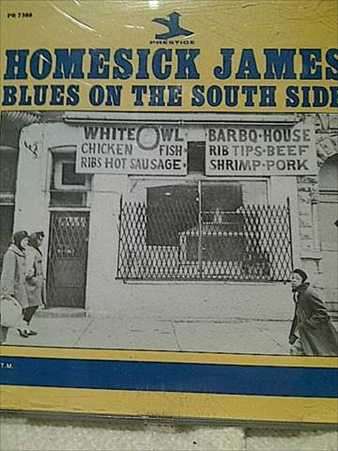 PR 7388
PRESTIGE
HOMESICK JAMES
BLUES ON THE SOUTH SIDE
WHITE OWL
CHICKEN FISH
RIBS HOT SAUSAGE
BARBQ-HOUSE
RIB TIPS-BEEF
SHRIMP-PORK
T.M.